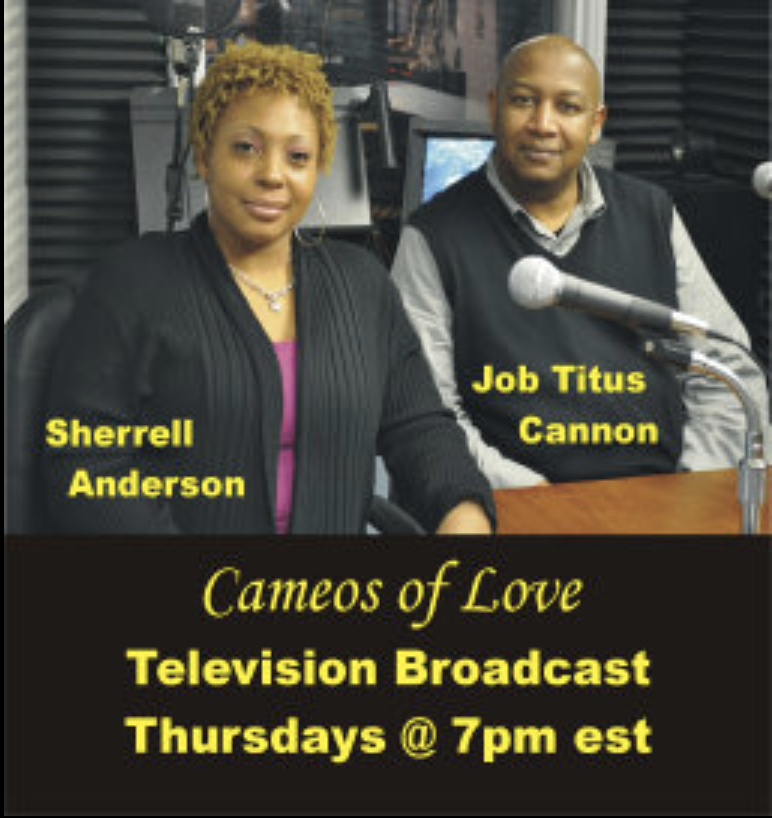 Job Titus
Cannon
Sherrell
Anderson
Cameos of Love
Television Broadcast
Thursdays @ 7pm est